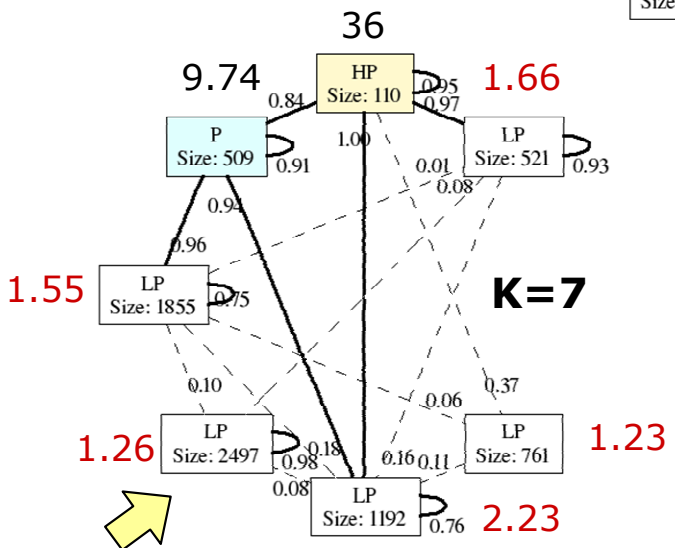 Size
36
HP
Size: 110
0.95
9.74
1.66
0.84
0.97
P
Size: 509
0.91
1.00
LP
Size: 521
0.93
0.01
0.08
0.94
0.96
1.55
LP
Size: 1855
0.75
K=7
0.10
0.06
0.37
1.26
LP
Size: 2497
0.98
0.18
0.08
0.16
0.11
LP
Size: 761
1.23
LP
Size: 1192
0.76
2.23